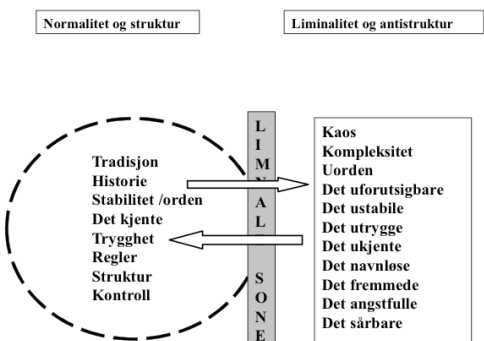 Normalitet og struktur
Liminalitet og antistruktur
Tradisjon
Historie
Stabilitet /orden
Det kjente
Trygghet
Regler
Struktur
Kontroll
L
I
M
N
A
L
S
O
N
E
Kaos
Kompleksitet
Uorden
Det uforutsigbare
Det ustabile
Det utrygge
Det ukjente
Det navnløse
Det fremmede
Det angstfulle
Det sårbare